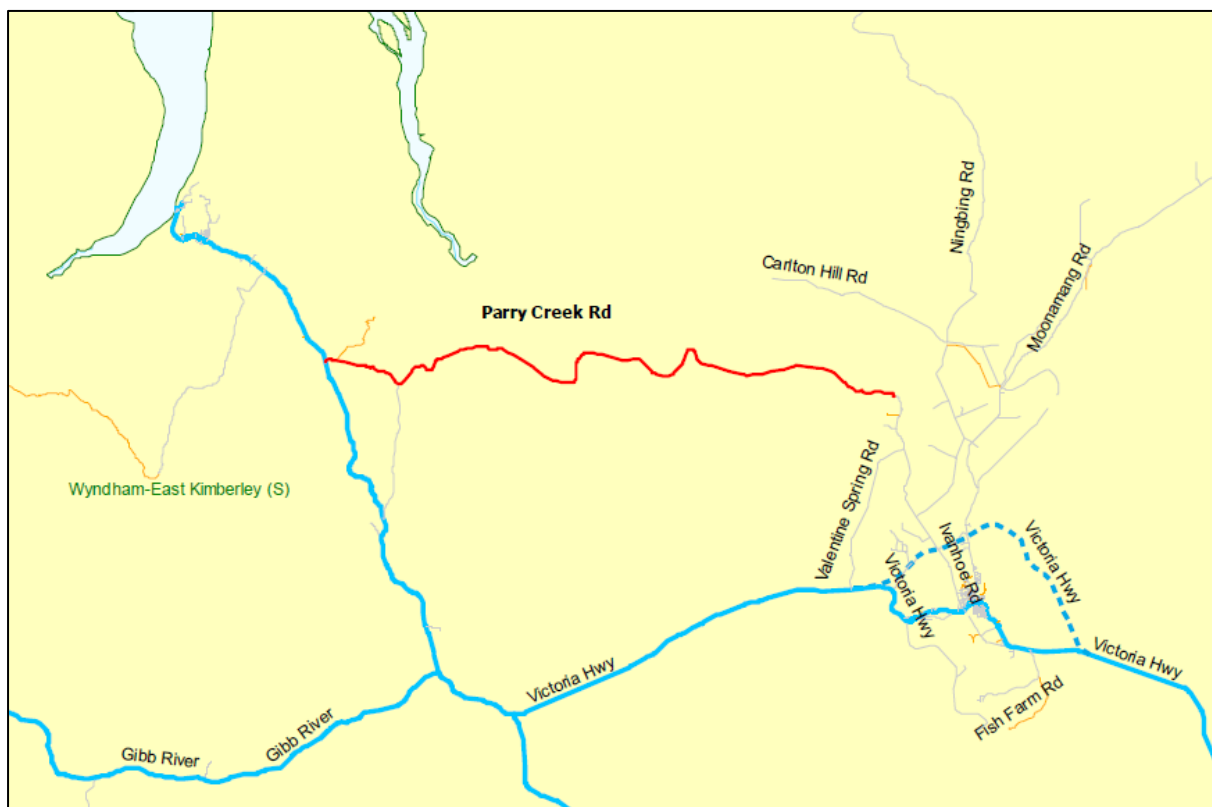 Ningbing Rd
Carlton Hill Rd
Moonamang Rd
Parry Creek Rd
Wyndham-East Kimberley (S)
Valentine Spring Rd
Ivanhoe Rd
Victoria Hwy
Victoria Hwy
Victoria Hwy
Victoria Hwy
Fish Farm Rd
Gibb River
Gibb River